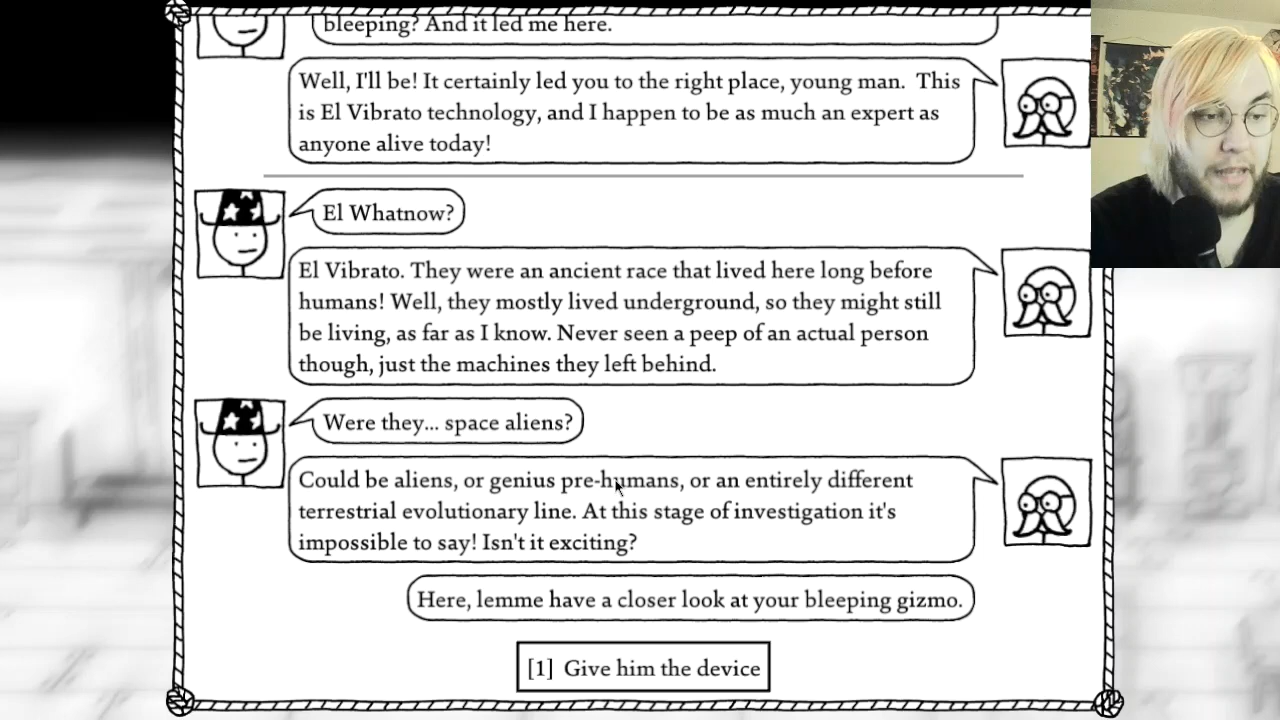 bleeping? And it led me here.
Well, I'll be! It certainly led you to the right place, young man. This
is El Vibrato technology, and I happen to be as much an expert as
anyone alive today!
El Whatnow?
El Vibrato. They were an ancient race that lived here long before
humans! Well, they mostly lived underground, so they might still
be living, as far as I know. Never seen a peep of an actual person
though, just the machines they left behind.
Were they... space aliens?
Could be aliens, or genius pre-humans, or an entirely different
terrestrial evolutionary line. At this stage of investigation it's
impossible to say! Isn't it exciting?
Here, lemme have a closer look at your bleeping gizmo.
[1] Give him the device